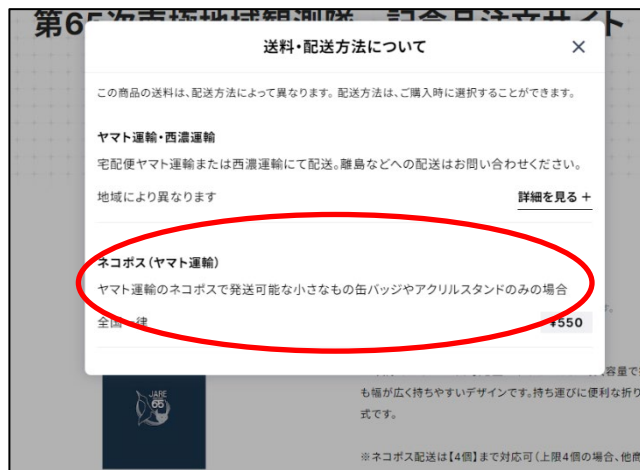 第65次南極地域観測隊 記念品注文サイト
送料・配送方法について
この商品の送料は、配送方法によって異なります。配送方法は、ご購入時に選択することができます。
ヤマト運輸・西濃運輸
宅配便ヤマト運輸または西濃運輸にて配送。離島などへの配送はお問い合わせください。
地域により異なります
詳細を見る +
ネコポス(ヤマト運輸)
ヤマト運輸のネコポスで発送可能な小さなもの缶バッジやアクリルスタンドのみの場合
全国一律
¥550
す。
容量で
JARE
65
も幅が広く持ちやすいデザインです。持ち運びに便利な折り
式です。
※ネコポス配送は【4個】まで対応可(上限4個の場合、他商